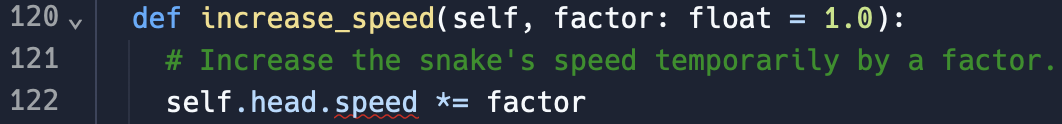 120 def increase_speed(self, factor: float = 1.0):
121 # Increase the snake's speed temporarily by a factor.
122 self.head.speed *= factor